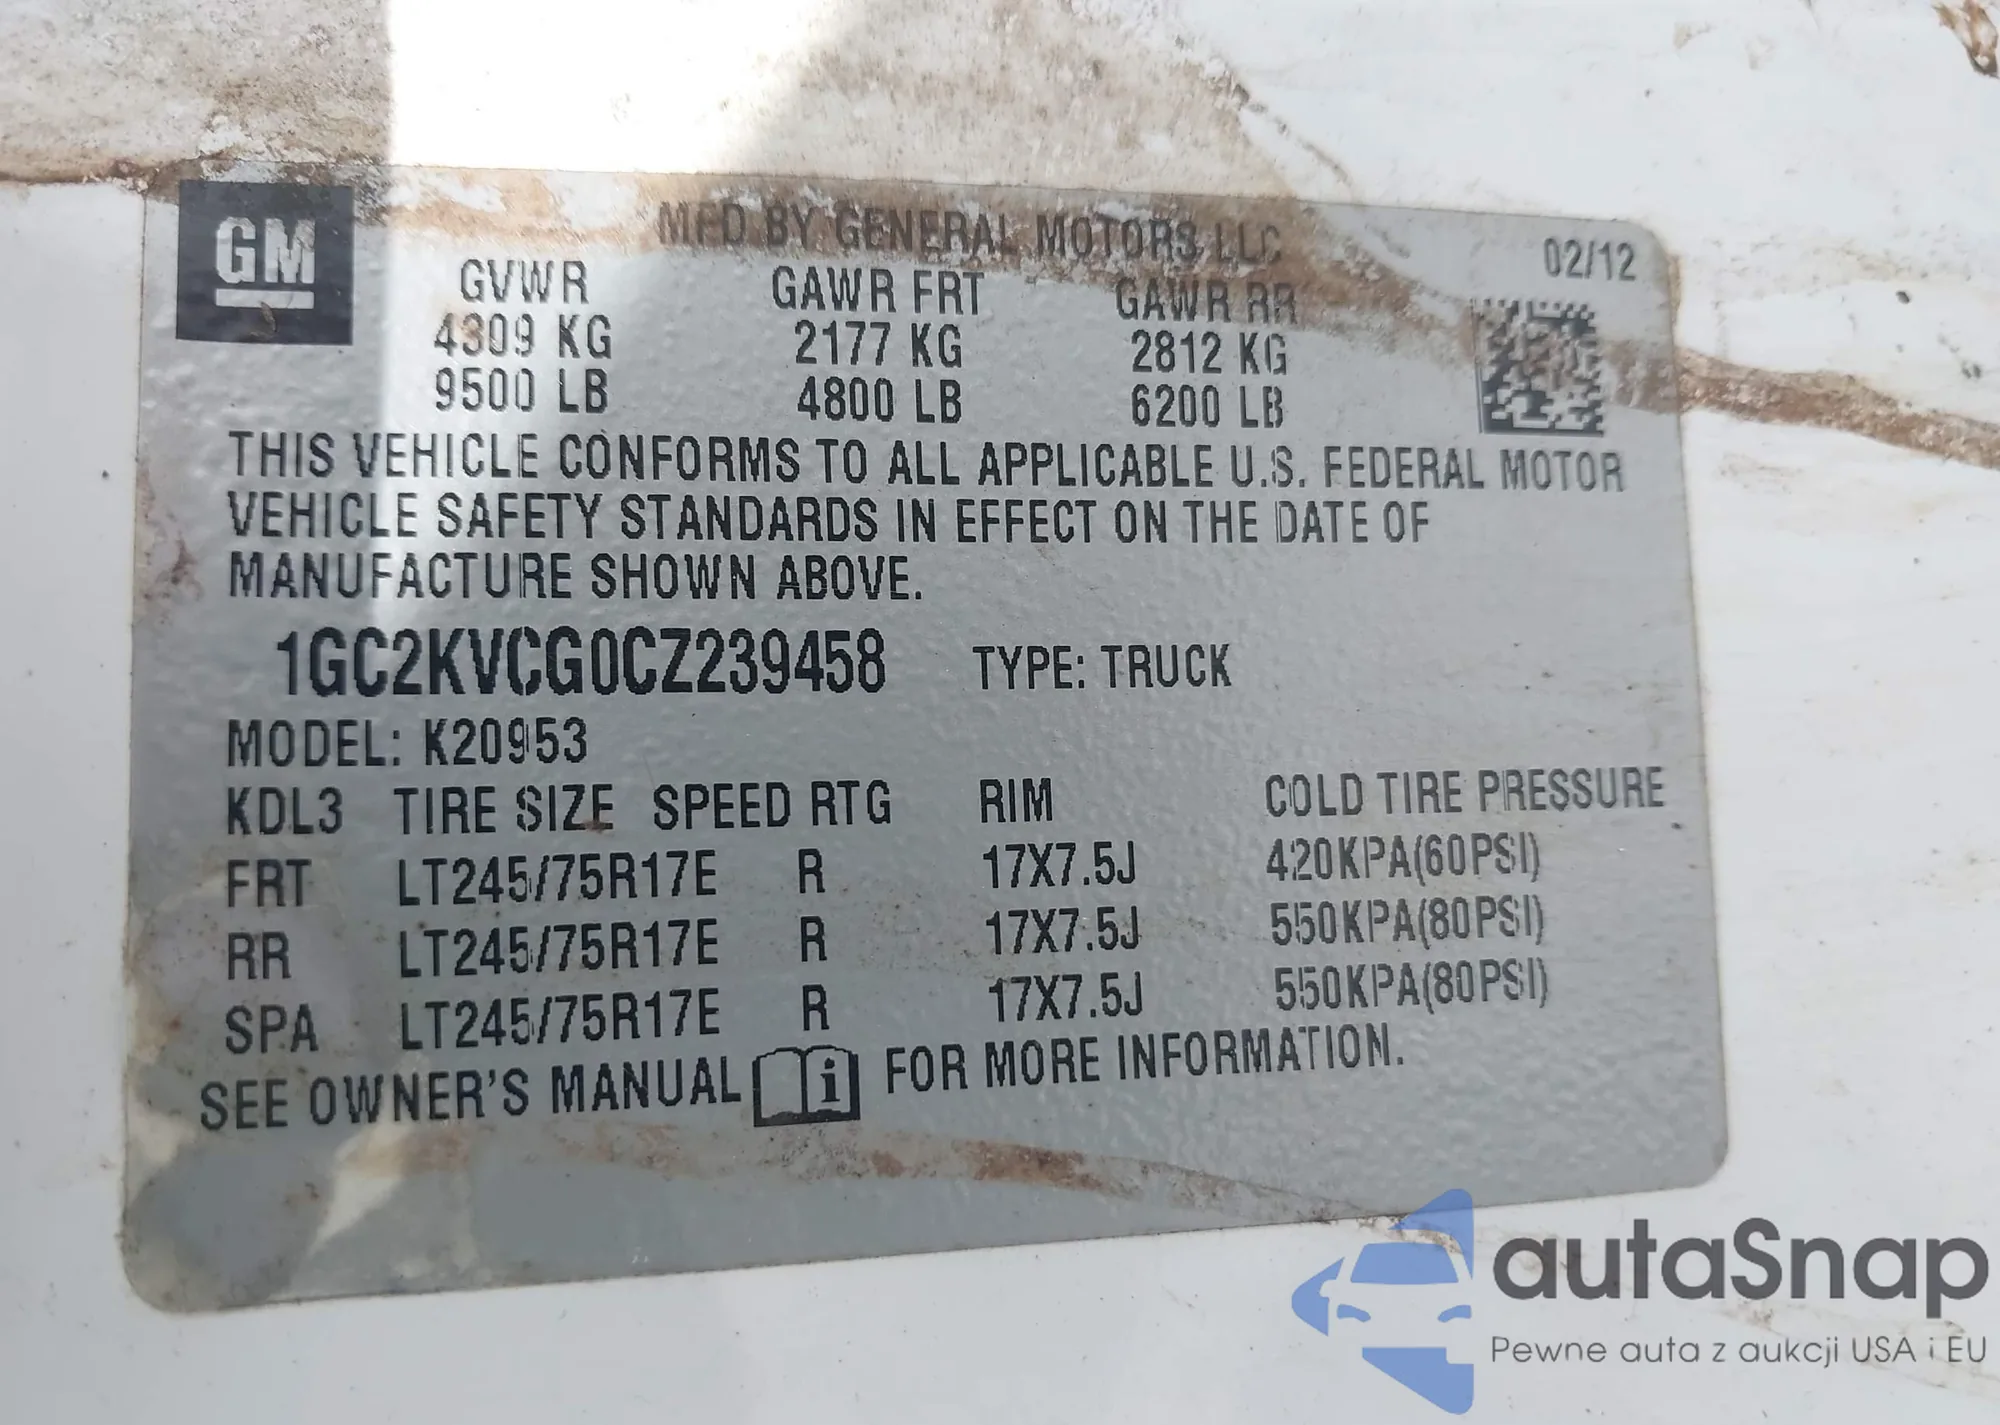 GM
MFD BY GENERAL MOTORS LLC
02/12
GVWR GAWR FRT GAWR RR
4309 KG 2177 KG 2812 KG
9500 LB 4800 LB 6200 LB
THIS VEHICLE CONFORMS TO ALL APPLICABLE U.S. FEDERAL MOTOR
VEHICLE SAFETY STANDARDS IN EFFECT ON THE DATE OF
MANUFACTURE SHOWN ABOVE.
1GC2KVCG0CZ239458 TYPE: TRUCK
MODEL: K20953
KDL3 TIRE SIZE SPEED RTG RIM COLD TIRE PRESSURE
FRT LT245/75R17E R 17X7.5J 420KPA(60PSI)
RR LT245/75R17E R 17X7.5J 550KPA(80PSI)
SPA LT245/75R17E R 17X7.5J 550KPA(80PSI)
SEE OWNER'S MANUAL i FOR MORE INFORMATION.
autaSnap
Pewne auta z aukcji USA i EU